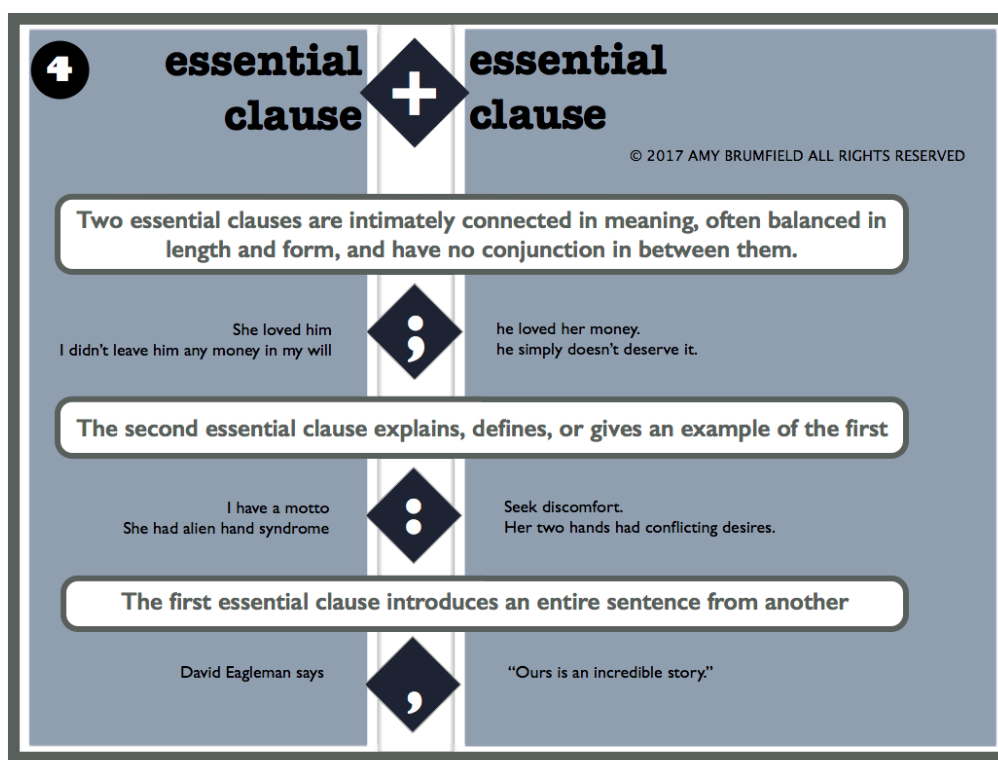 4
essential + essential
clause clause
© 2017 AMY BRUMFIELD ALL RIGHTS RESERVED
Two essential clauses are intimately connected in meaning, often balanced in
length and form, and have no conjunction in between them.
She loved him ; he loved her money.
I didn't leave him any money in my will he simply doesn't deserve it.
The second essential clause explains, defines, or gives an example of the first
I have a motto : Seek discomfort.
She had alien hand syndrome Her two hands had conflicting desires.
The first essential clause introduces an entire sentence from another
David Eagleman says , “Ours is an incredible story.”